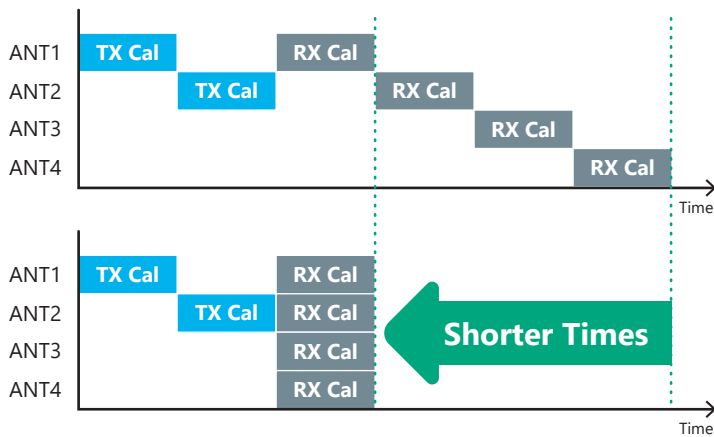 ANT1 TX Cal RX Cal
ANT2 TX Cal RX Cal
ANT3 RX Cal
ANT4 RX Cal
Time
ANT1 TX Cal RX Cal
ANT2 TX Cal RX Cal
Shorter Times
ANT3 RX Cal
ANT4 RX Cal
Time